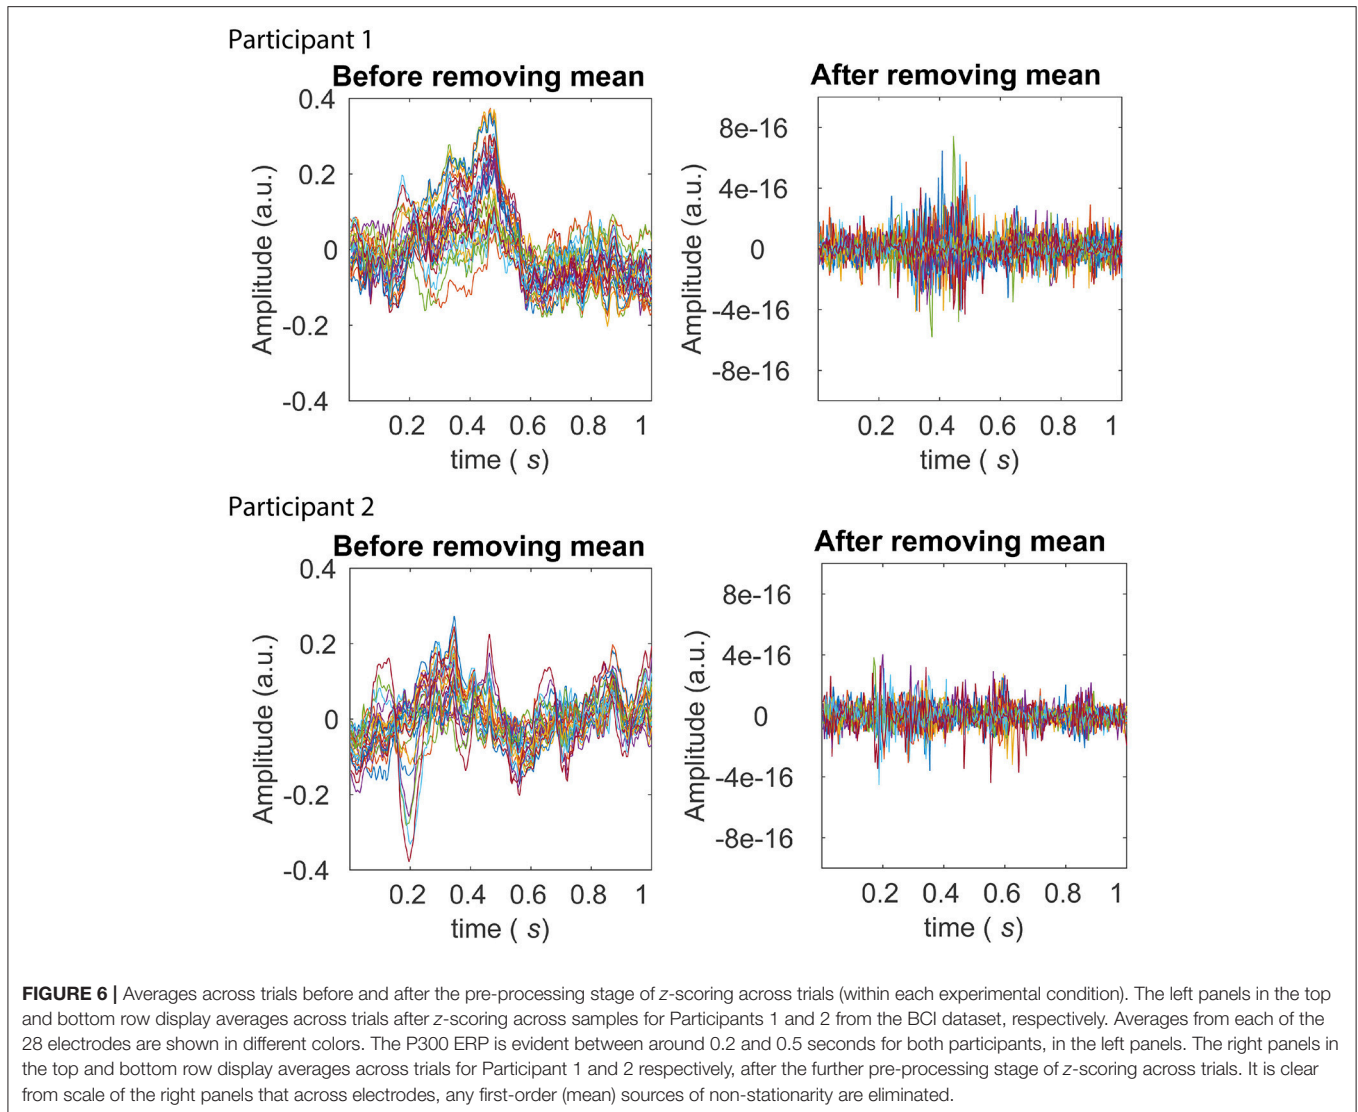 Participant 1
Before removing mean
After removing mean
0.4
0.2
0
-0.2
-0.4
Amplitude (a.u.)
0.2 0.4 0.6 0.8 1
time ( s)
8e-16
4e-16
0
-4e-16
-8e-16
Amplitude (a.u.)
0.2 0.4 0.6 0.8 1
time ( s)
Participant 2
Before removing mean
After removing mean
0.4
0.2
0
-0.2
-0.4
Amplitude (a.u.)
0.2 0.4 0.6 0.8 1
time ( s)
8e-16
4e-16
0
-4e-16
-8e-16
Amplitude (a.u.)
0.2 0.4 0.6 0.8 1
time ( s)
FIGURE 6 | Averages across trials before and after the pre-processing stage of z-scoring across trials (within each experimental condition). The left panels in the top
and bottom row display averages across trials after z-scoring across samples for Participants 1 and 2 from the BCI dataset, respectively. Averages from each of the
28 electrodes are shown in different colors. The P300 ERP is evident between around 0.2 and 0.5 seconds for both participants, in the left panels. The right panels in
the top and bottom row display averages across trials for Participant 1 and 2 respectively, after the further pre-processing stage of z-scoring across trials. It is clear
from scale of the right panels that across electrodes, any first-order (mean) sources of non-stationarity are eliminated.